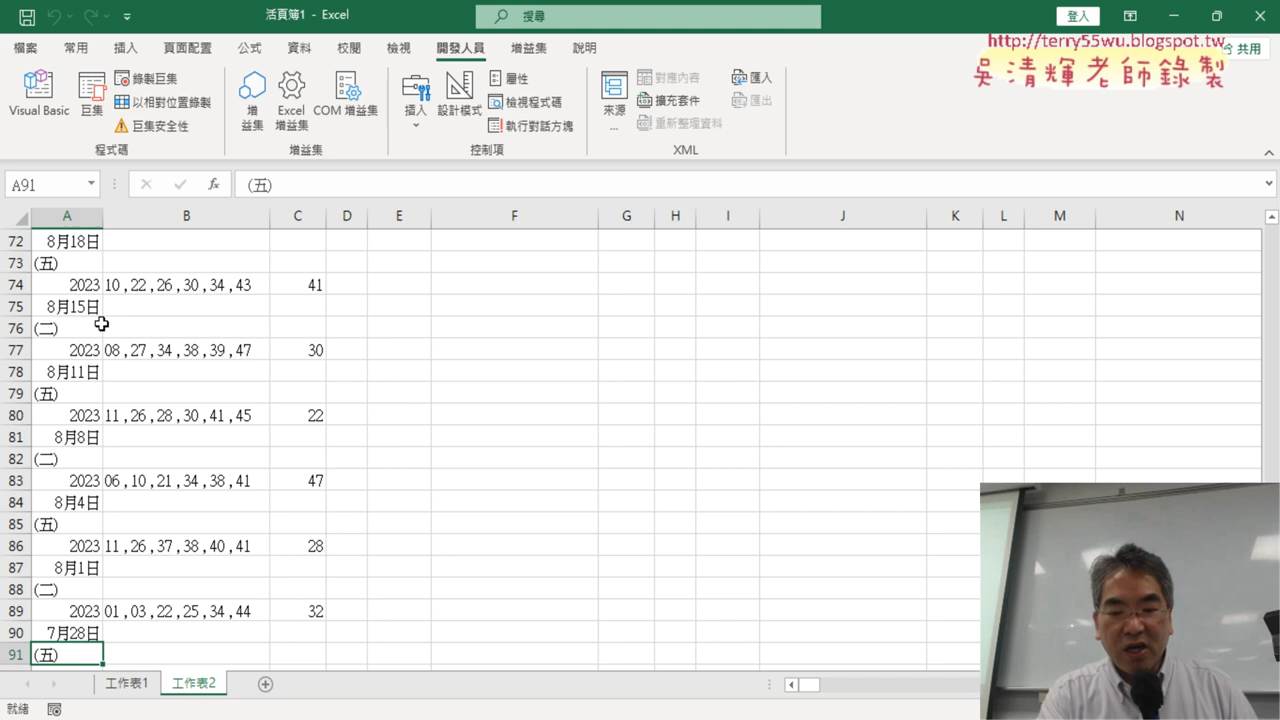 活頁簿1 - Excel
搜尋
登入
檔案 常用 插入 頁面配置 公式 資料 校閱 檢視 開發人員 增益集 說明
共用
http://terry55wu.blogspot.tw
吳清輝老師錄製
Visual Basic
巨集
錄製巨集
以相對位置錄製
巨集安全性
程式碼
增益集
Excel 增益集
COM 增益集
增益集
插入
設計模式
屬性
檢視程式碼
執行對話方塊
控制項
來源
...
對應內容
擴充套件
重新整理資料
匯入
匯出
XML
A91
fx
(五)
A B C D E F G H I J K L M N
72 8月18日
73 (五)
74 2023 10,22,26,30,34,43 41
75 8月15日
76 (二)
77 2023 08,27,34,38,39,47 30
78 8月11日
79 (五)
80 2023 11,26,28,30,41,45 22
81 8月8日
82 (二)
83 2023 06,10,21,34,38,41 47
84 8月4日
85 (五)
86 2023 11,26,37,38,40,41 28
87 8月1日
88 (二)
89 2023 01,03,22,25,34,44 32
90 7月28日
91 (五)
工作表1 工作表2
就緒